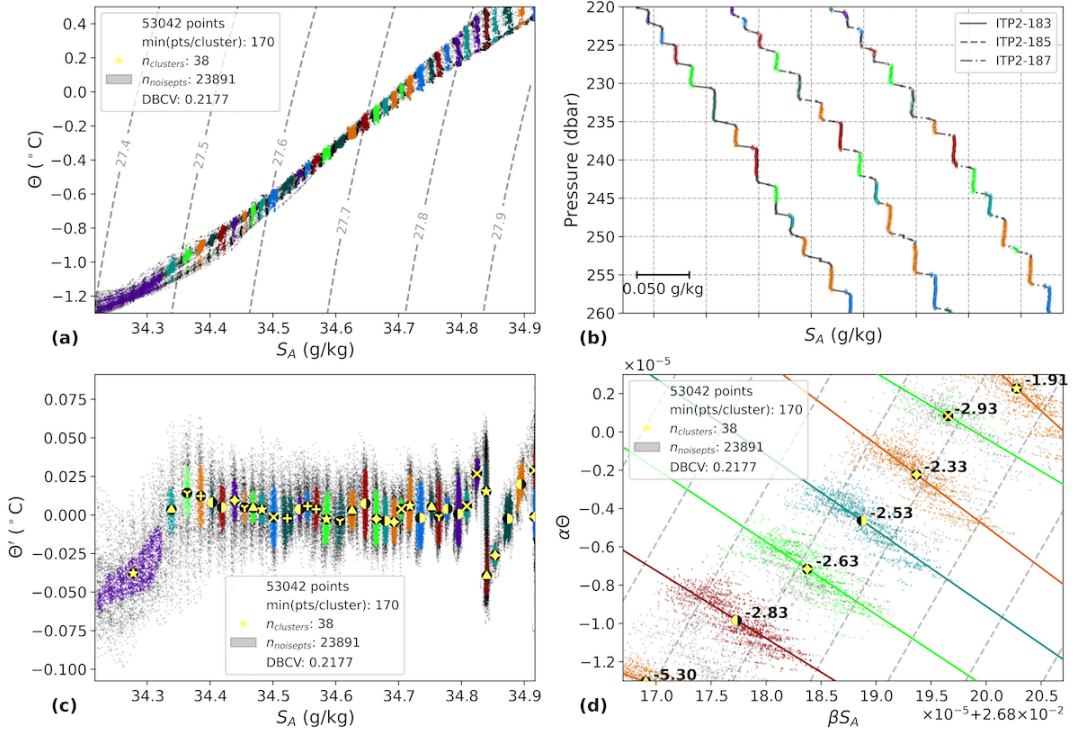 53042 points
min(pts/cluster): 170
n_clusters: 38
n_noisepts: 23891
DBCV: 0.2177
0.4
0.2
0.0
−0.2
−0.4
−0.6
−0.8
−1.0
−1.2
Θ (°C)
27.4
27.5
27.6
27.7
27.8
27.9
34.3
34.4
34.5
34.6
34.7
34.8
34.9
(a)
S_A (g/kg)
220
225
230
235
240
245
250
255
260
Pressure (dbar)
ITP2-183
ITP2-185
ITP2-187
0.050 g/kg
(b)
S_A (g/kg)
0.075
0.050
0.025
0.000
−0.025
−0.050
−0.075
−0.100
Θ′ (°C)
53042 points
min(pts/cluster): 170
n_clusters: 38
n_noisepts: 23891
DBCV: 0.2177
34.3
34.4
34.5
34.6
34.7
34.8
34.9
(c)
S_A (g/kg)
×10⁻⁵
0.2
0.0
−0.2
−0.4
−0.6
−0.8
−1.0
−1.2
αΘ
53042 points
min(pts/cluster): 170
n_clusters: 38
n_noisepts: 23891
DBCV: 0.2177
-1.91
-2.93
-2.33
-2.53
-2.63
-2.83
-5.30
17.0
17.5
18.0
18.5
19.0
19.5
20.0
20.5
(d)
βS_A
×10⁻⁵+2.68×10⁻²